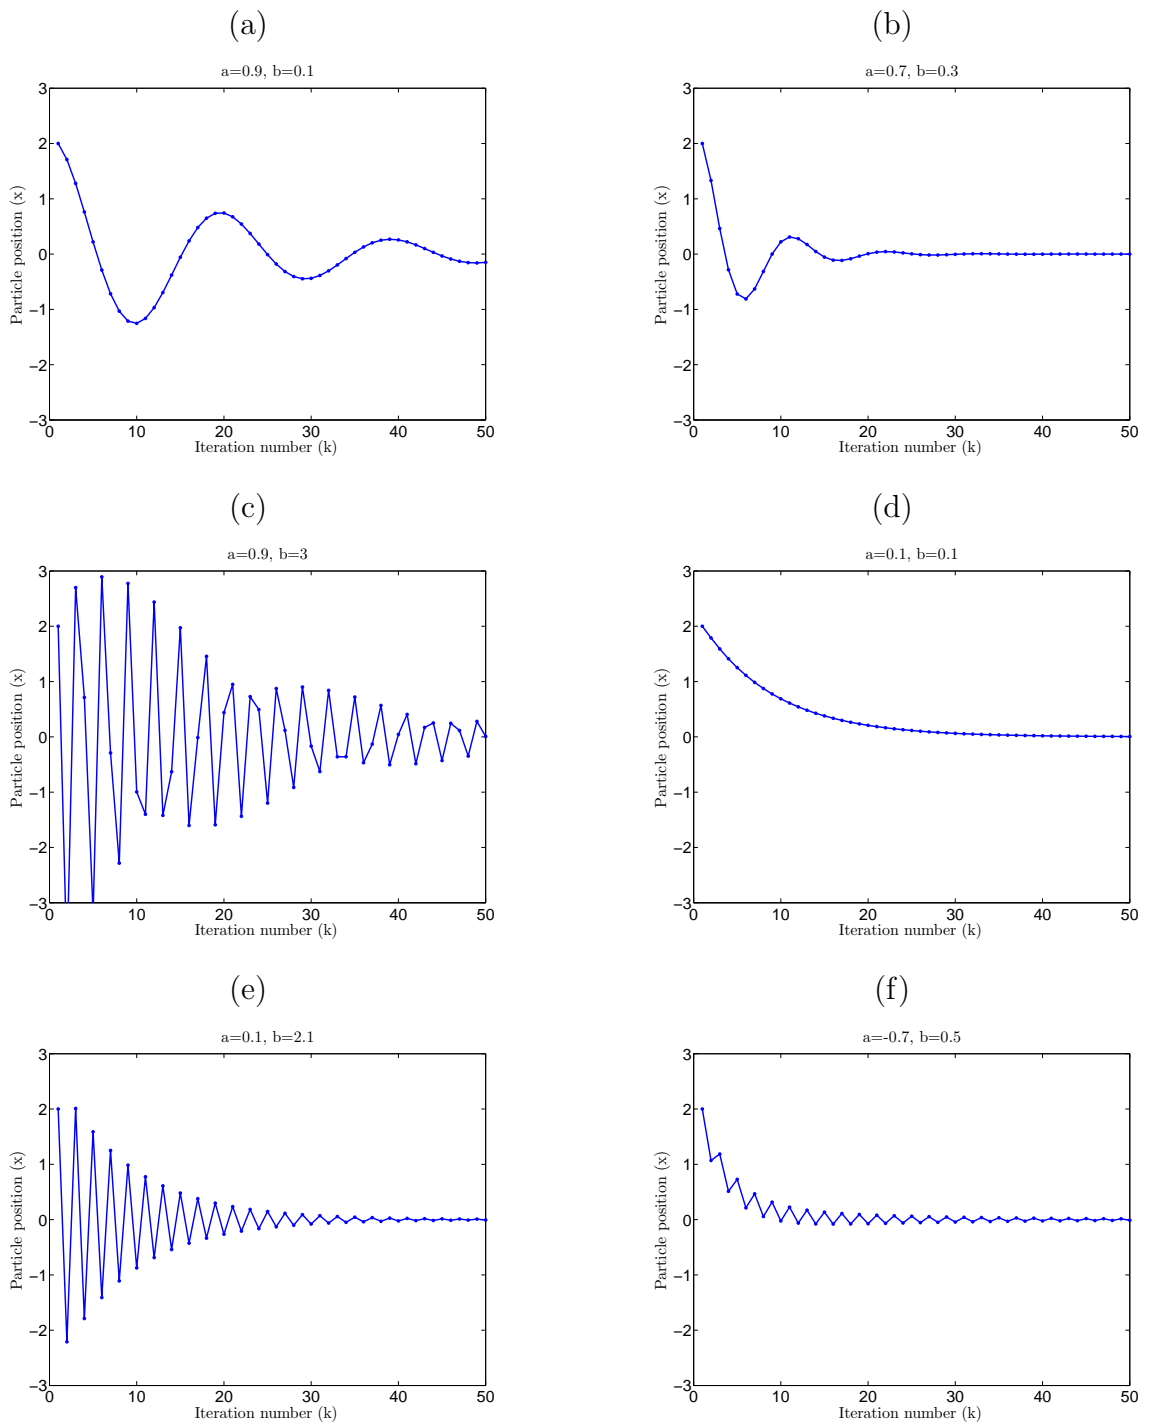 (a)
a=0.9, b=0.1
Particle position (x)
3
2
1
0
−1
−2
−3
0 10 20 30 40 50
Iteration number (k)
(b)
a=0.7, b=0.3
Particle position (x)
3
2
1
0
−1
−2
−3
0 10 20 30 40 50
Iteration number (k)
(c)
a=0.9, b=3
Particle position (x)
3
2
1
0
−1
−2
−3
0 10 20 30 40 50
Iteration number (k)
(d)
a=0.1, b=0.1
Particle position (x)
3
2
1
0
−1
−2
−3
0 10 20 30 40 50
Iteration number (k)
(e)
a=0.1, b=2.1
Particle position (x)
3
2
1
0
−1
−2
−3
0 10 20 30 40 50
Iteration number (k)
(f)
a=-0.7, b=0.5
Particle position (x)
3
2
1
0
−1
−2
−3
0 10 20 30 40 50
Iteration number (k)